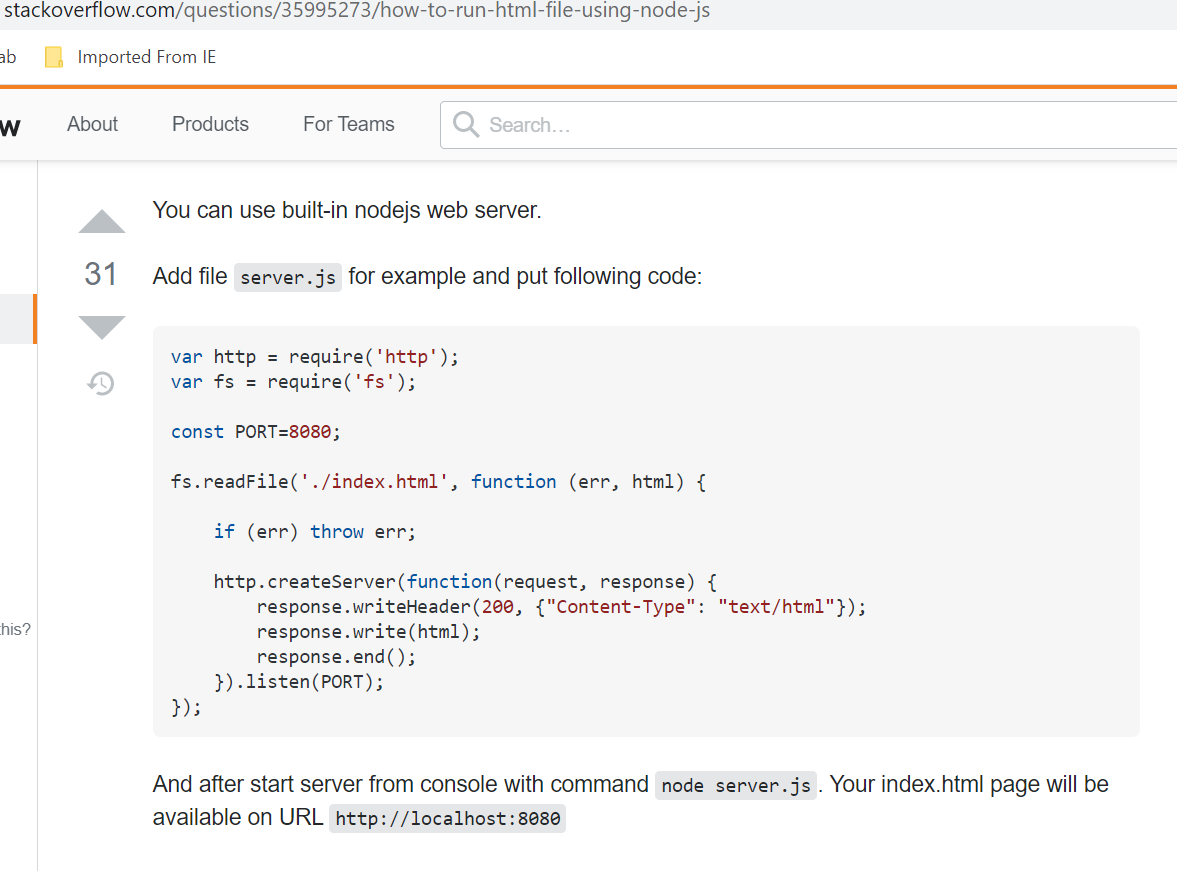 stackoverflow.com/questions/35995273/how-to-run-html-file-using-node-js
ab Imported From IE
w About Products For Teams Search...
You can use built-in nodejs web server.
31 Add file server.js for example and put following code:
var http = require('http');
var fs = require('fs');
const PORT=8080;
fs.readFile('./index.html', function (err, html) {
if (err) throw err;
http.createServer(function(request, response) {
response.writeHeader(200, {"Content-Type": "text/html"});
his? response.write(html);
response.end();
}).listen(PORT);
});
And after start server from console with command node server.js. Your index.html page will be
available on URL http://localhost:8080